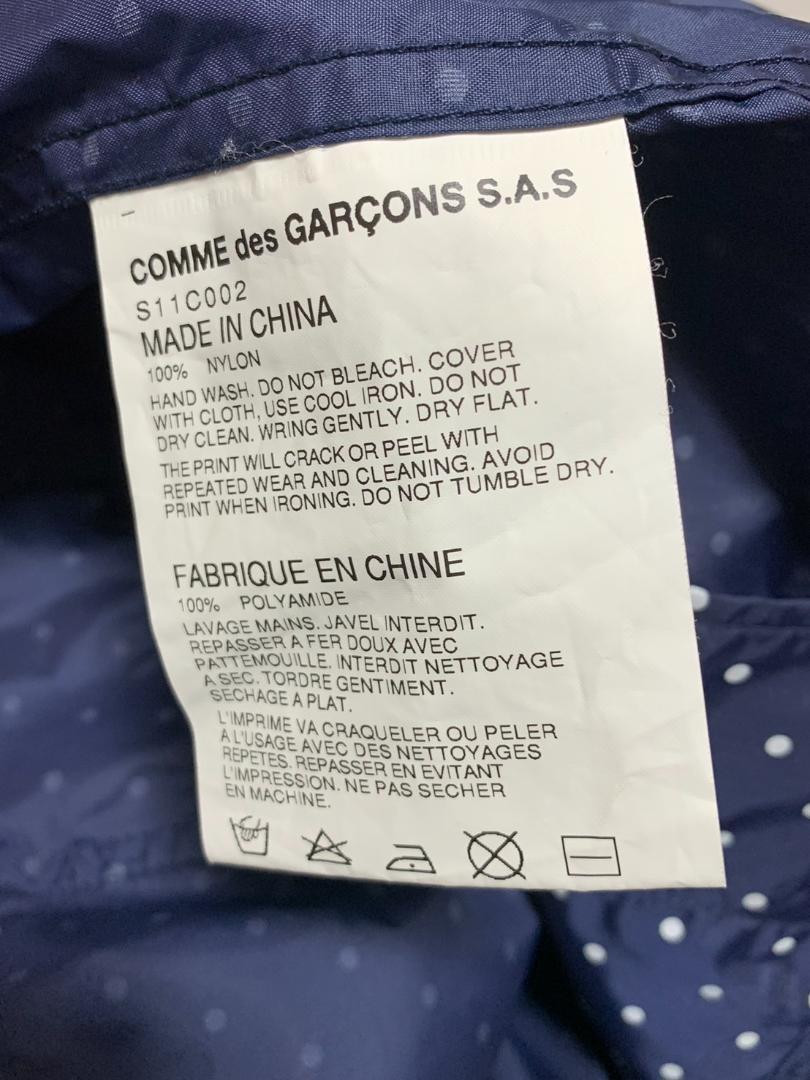 COMME des GARÇONS S.A.S
S11C002
MADE IN CHINA
100% NYLON
HAND WASH. DO NOT BLEACH. COVER
WITH CLOTH, USE COOL IRON. DO NOT
DRY CLEAN. WRING GENTLY. DRY FLAT.
THE PRINT WILL CRACK OR PEEL WITH
REPEATED WEAR AND CLEANING. AVOID
PRINT WHEN IRONING. DO NOT TUMBLE DRY.
FABRIQUE EN CHINE
100% POLYAMIDE
LAVAGE MAINS. JAVEL INTERDIT.
REPASSER A FER DOUX AVEC
PATTEMOUILLE. INTERDIT NETTOYAGE
A SEC. TORDRE GENTIMENT.
SECHAGE A PLAT.
L'IMPRIME VA CRAQUELER OU PELER
A L'USAGE AVEC DES NETTOYAGES
REPETES. REPASSER EN EVITANT
L'IMPRESSION. NE PAS SECHER
EN MACHINE.